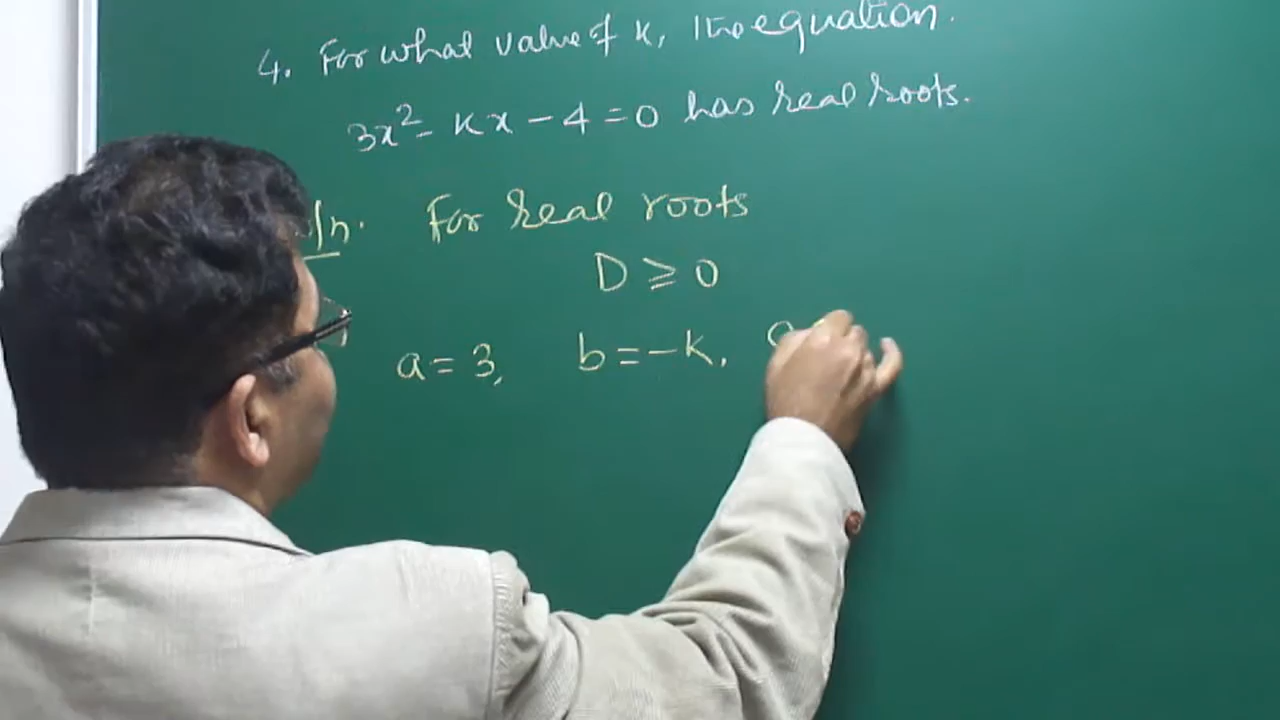 4. For what value of K, the equation.
3x² - Kx - 4 = 0 has real roots.
For real roots
D ≥ 0
a = 3, b = -K,